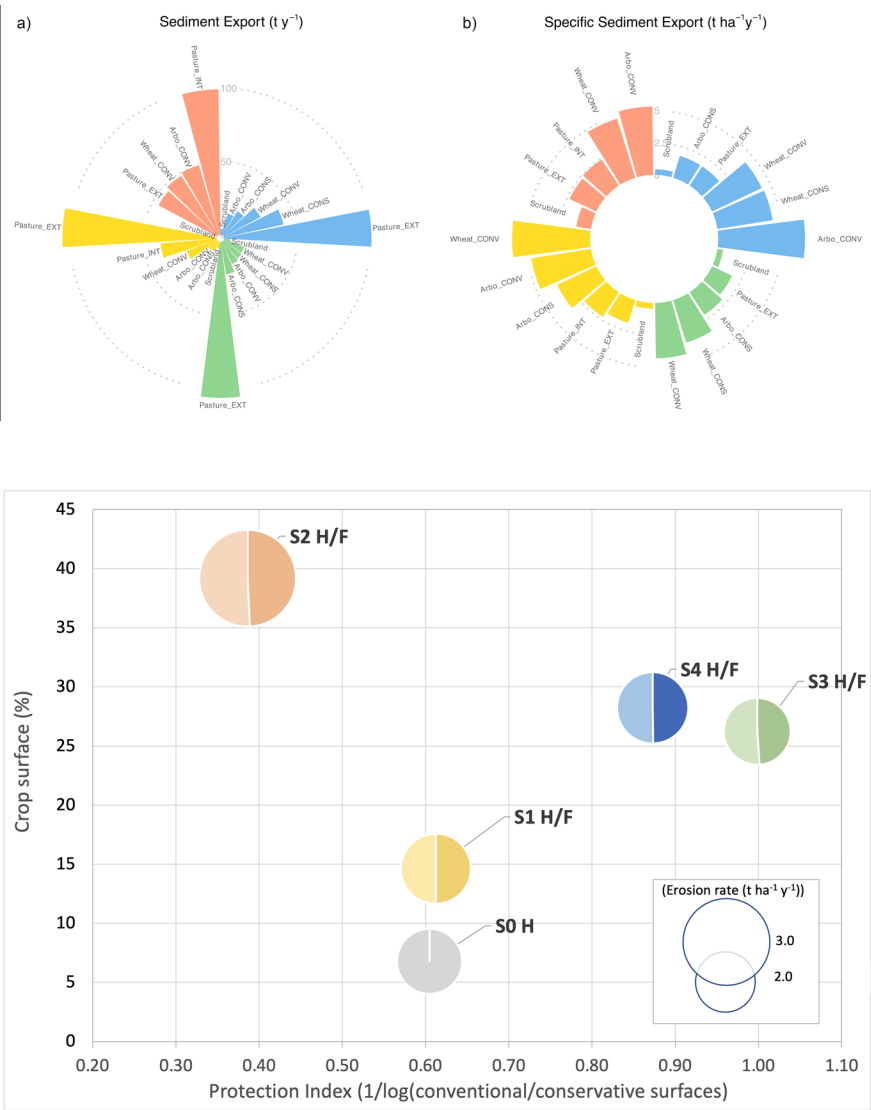 a)
Sediment Export (t y⁻¹)
Pasture_INT
100
Arbo_CONV
50
Wheat_CONV
Pasture_EXT
Scrubland
Scrubland
Arbo_CONV
Arbo_CONS
Wheat_CONV
Wheat_CONS
Pasture_EXT
Pasture_EXT
Pasture_INT
Wheat_CONV
Arbo_CONV
Arbo_CONS
Scrubland
Scrubland
Wheat_CONV
Wheat_CONS
Arbo_CONV
Arbo_CONS
Pasture_EXT
b)
Specific Sediment Export (t ha⁻¹y⁻¹)
Arbo_CONV
Wheat_CONV
Pasture_INT
Pasture_EXT
Scrubland
5
2.5
Scrubland
Arbo_CONS
Pasture_EXT
Wheat_CONV
Wheat_CONS
Arbo_CONV
Wheat_CONV
Arbo_CONV
Arbo_CONS
Pasture_INT
Pasture_EXT
Scrubland
Scrubland
Pasture_EXT
Arbo_CONS
Wheat_CONS
Wheat_CONV
Crop surface (%)
45
40
35
30
25
20
15
10
5
0
S2 H/F
S4 H/F
S3 H/F
S1 H/F
S0 H
(Erosion rate (t ha⁻¹ y⁻¹))
3.0
2.0
0.20 0.30 0.40 0.50 0.60 0.70 0.80 0.90 1.00 1.10
Protection Index (1/log(conventional/conservative surfaces)